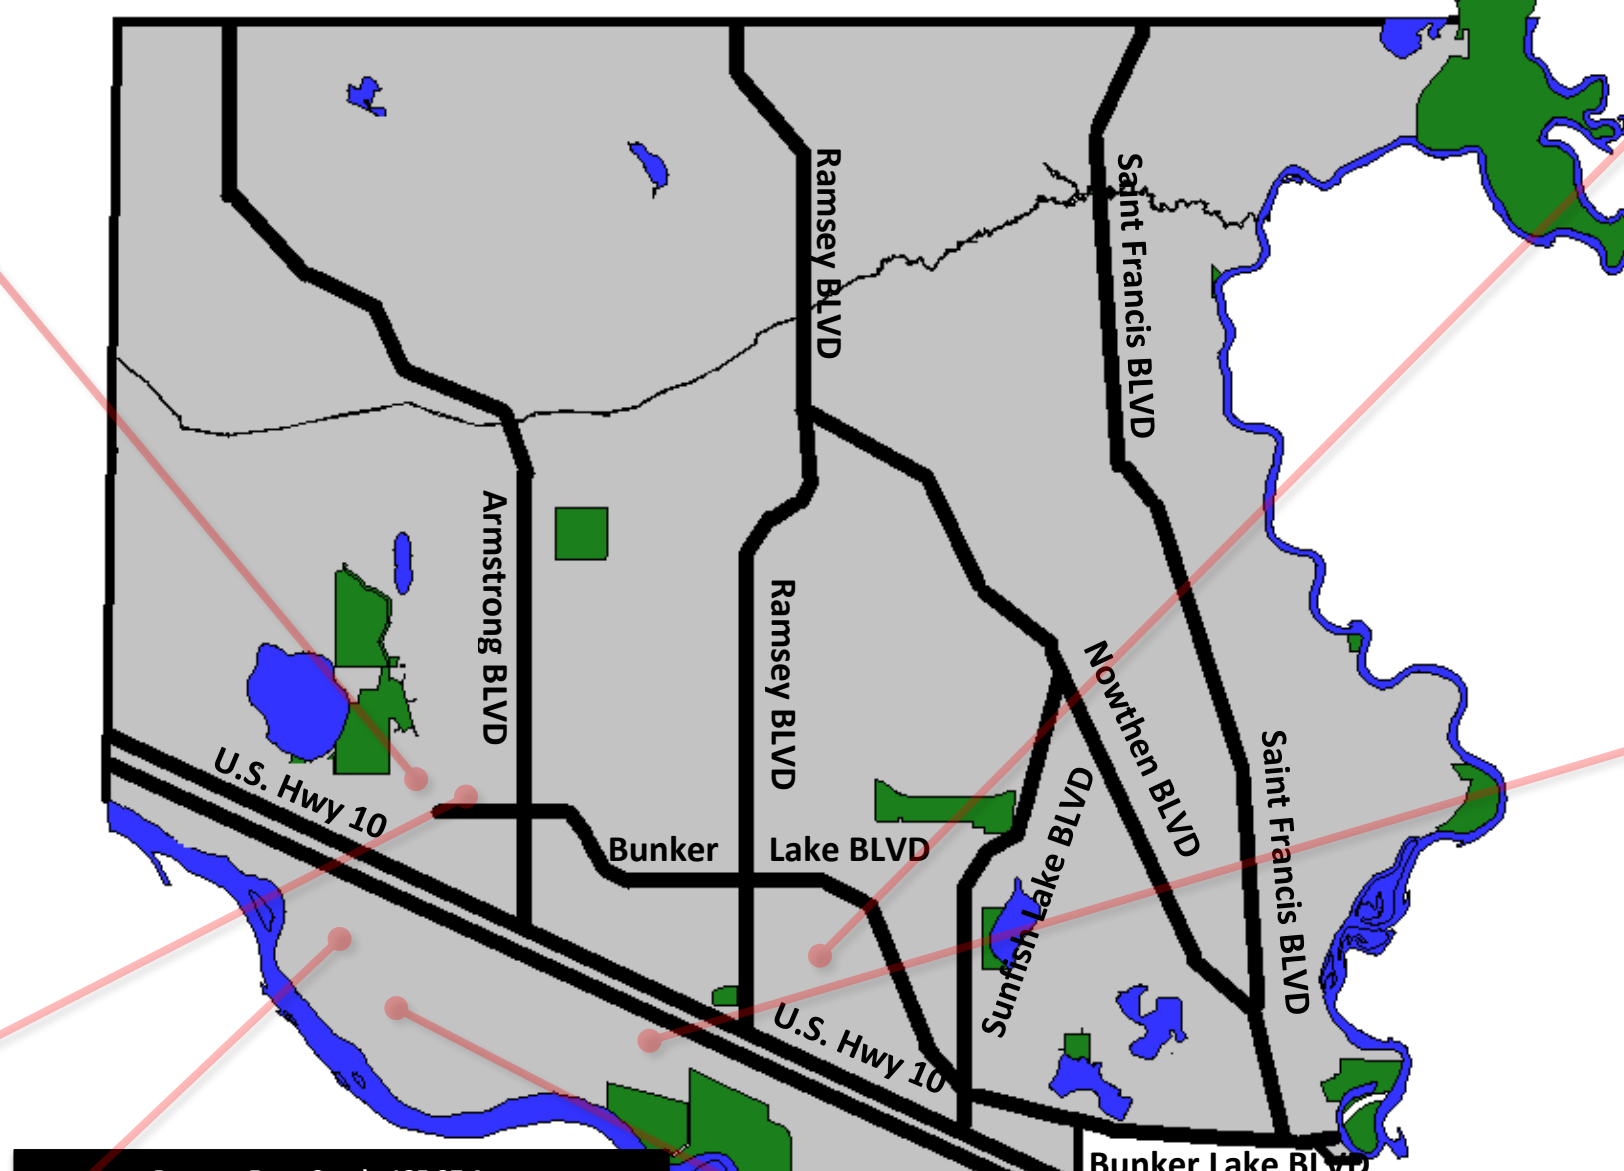 Ramsey BLVD
Saint Francis BLVD
Armstrong BLVD
Ramsey BLVD
Nowthen BLVD
Saint Francis BLVD
U.S. Hwy 10
Sunfish Lake BLVD
Bunker Lake BLVD
U.S. Hwy 10
Bunker Lake BLVD